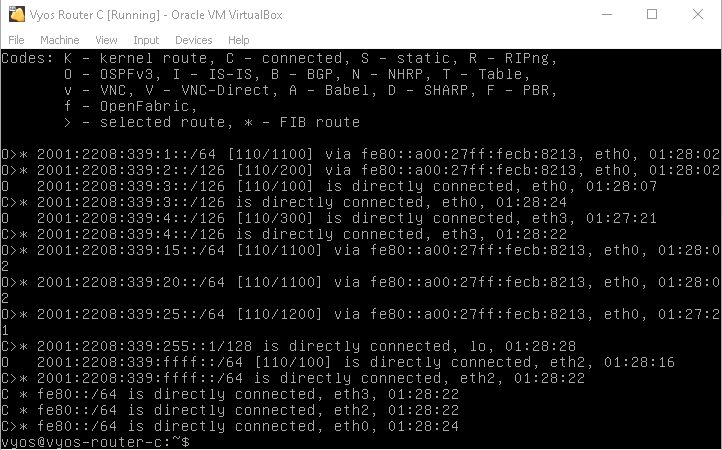 Vyos Router C [Running] - Oracle VM VirtualBox
File Machine View Input Devices Help
Codes: K - kernel route, C - connected, S - static, R - RIPng,
       O - OSPFv3, I - IS-IS, B - BGP, N - NHRP, T - Table,
       v - VNC, V - VNC-Direct, A - Babel, D - SHARP, F - PBR,
       f - OpenFabric,
       > - selected route, * - FIB route
O>* 2001:2208:339:1::/64 [110/1100] via fe80::a00:27ff:fecb:8213, eth0, 01:28:02
O>* 2001:2208:339:2::/126 [110/200] via fe80::a00:27ff:fecb:8213, eth0, 01:28:02
O   2001:2208:339:3::/126 [110/100] is directly connected, eth0, 01:28:07
C>* 2001:2208:339:3::/126 is directly connected, eth0, 01:28:24
O   2001:2208:339:4::/126 [110/300] is directly connected, eth3, 01:27:21
C>* 2001:2208:339:4::/126 is directly connected, eth3, 01:28:22
O>* 2001:2208:339:15::/64 [110/1100] via fe80::a00:27ff:fecb:8213, eth0, 01:28:0
2
O>* 2001:2208:339:20::/64 [110/1100] via fe80::a00:27ff:fecb:8213, eth0, 01:28:0
2
O>* 2001:2208:339:25::/64 [110/1200] via fe80::a00:27ff:fecb:8213, eth0, 01:27:2
1
C>* 2001:2208:339:255::1/128 is directly connected, lo, 01:28:28
O   2001:2208:339:ffff::/64 [110/100] is directly connected, eth2, 01:28:16
C>* 2001:2208:339:ffff::/64 is directly connected, eth2, 01:28:22
C * fe80::/64 is directly connected, eth3, 01:28:22
C * fe80::/64 is directly connected, eth2, 01:28:22
C>* fe80::/64 is directly connected, eth0, 01:28:24
vyos@vyos-router-c:~$